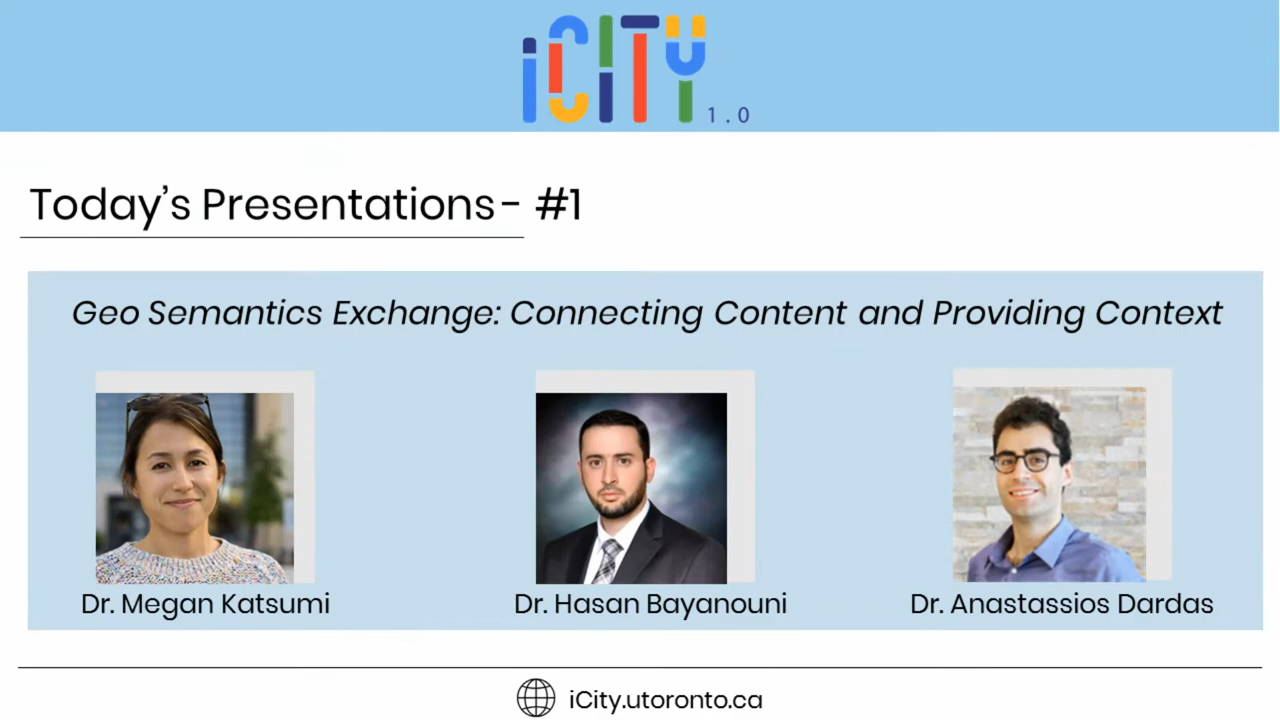 iCITY 1.0
Today's Presentations - #1
Geo Semantics Exchange: Connecting Content and Providing Context
Dr. Megan Katsumi
Dr. Hasan Bayanouni
Dr. Anastassios Dardas
iCity.utoronto.ca